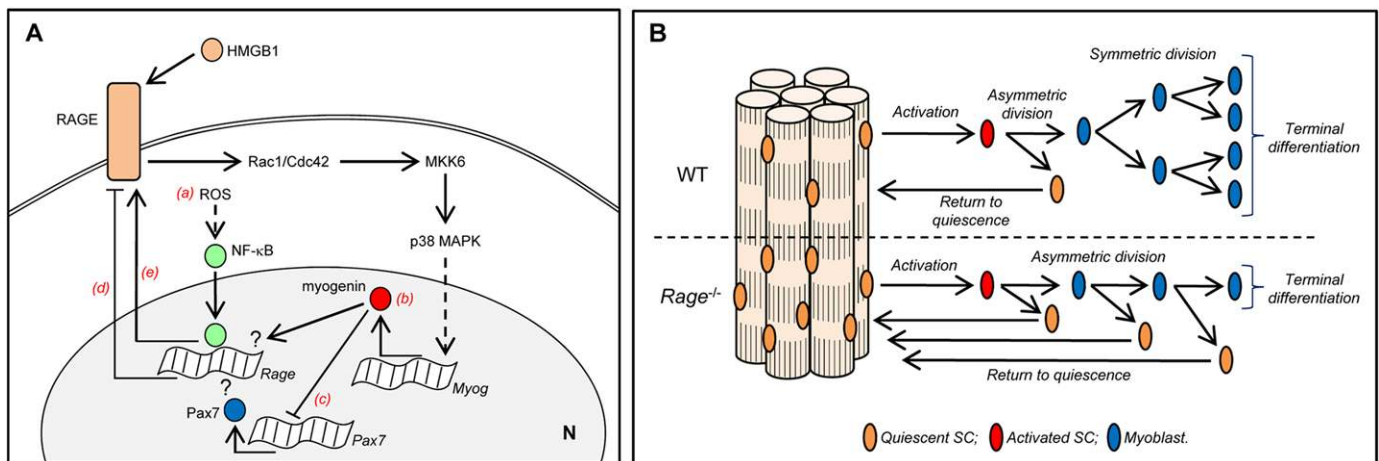 A
HMGB1
RAGE
Rac1/Cdc42
MKK6
(a) ROS
p38 MAPK
NF-κB
(d)
(e)
myogenin
(b)
?
Rage
Myog
?
(c)
Pax7
Pax7
N
B
Symmetric division
Activation
Asymmetric
division
Terminal
differentiation
WT
Return to
quiescence
Activation
Asymmetric division
Rage-/-
Terminal
differentiation
Return to quiescence
Quiescent SC; Activated SC; Myoblast.